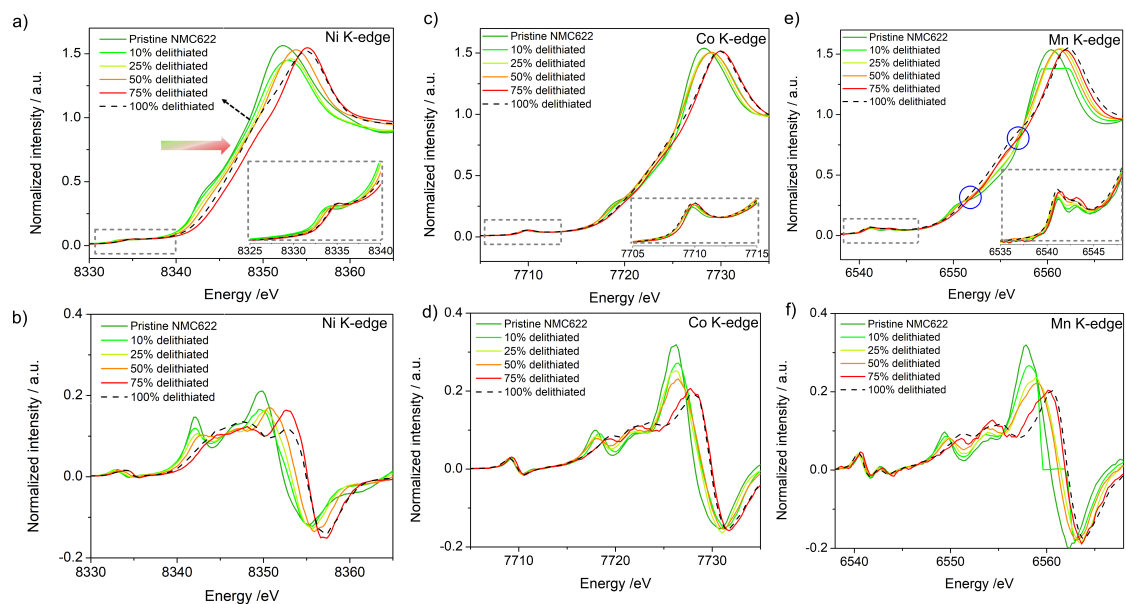 a)
Ni K-edge
Pristine NMC622
10% delithiated
25% delithiated
50% delithiated
75% delithiated
100% delithiated
Normalized intensity / a.u.
1.5
1.0
0.5
0.0
8325 8330 8335 8340
8330 8340 8350 8360
Energy /eV
c)
Co K-edge
Pristine NMC622
10% delithiated
25% delithiated
50% delithiated
75% delithiated
100% delithiated
Normalized intensity / a.u.
1.5
1.0
0.5
0.0
7705 7710 7715
7710 7720 7730
Energy /eV
e)
Mn K-edge
Pristine NMC622
10% delithiated
25% delithiated
50% delithiated
75% delithiated
100% delithiated
Normalized intensity / a.u.
1.5
1.0
0.5
0.0
6535 6540 6545
6540 6550 6560
Energy /eV
b)
Ni K-edge
Pristine NMC622
10% delithiated
25% delithiated
50% delithiated
75% delithiated
100% delithiated
Normalized intensity / a.u.
0.4
0.2
0.0
-0.2
8330 8340 8350 8360
Energy /eV
d)
Co K-edge
Pristine NMC622
10% delithiated
25% delithiated
50% delithiated
75% delithiated
100% delithiated
Normalized intensity / a.u.
0.4
0.2
0.0
-0.2
7710 7720 7730
Energy /eV
f)
Mn K-edge
Pristine NMC622
10% delithiated
25% delithiated
50% delithiated
75% delithiated
100% delithiated
Normalized intensity / a.u.
0.4
0.2
0.0
-0.2
6540 6550 6560
Energy /eV